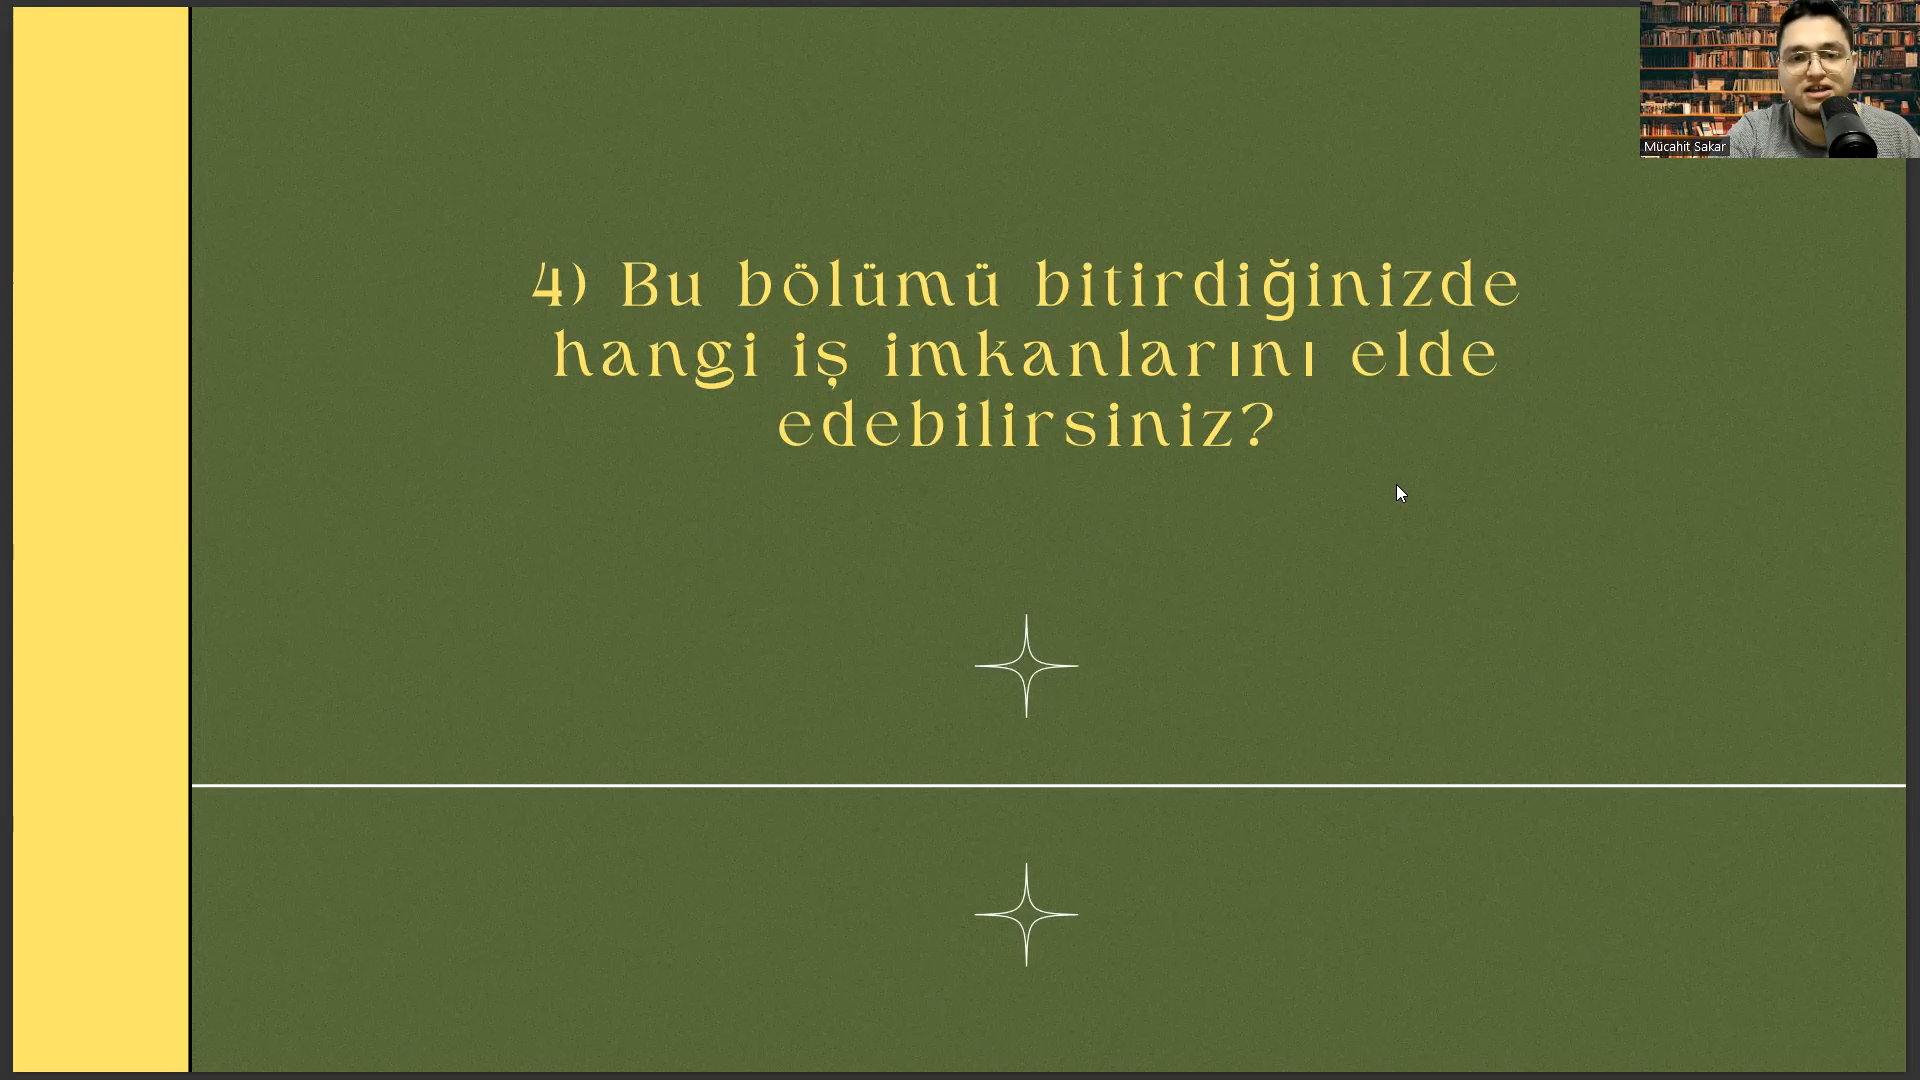 4) Bu bölümü bitirdiğinizde
hangi iş imkanlarını elde
edebilirsiniz?
Mücahit Sakar